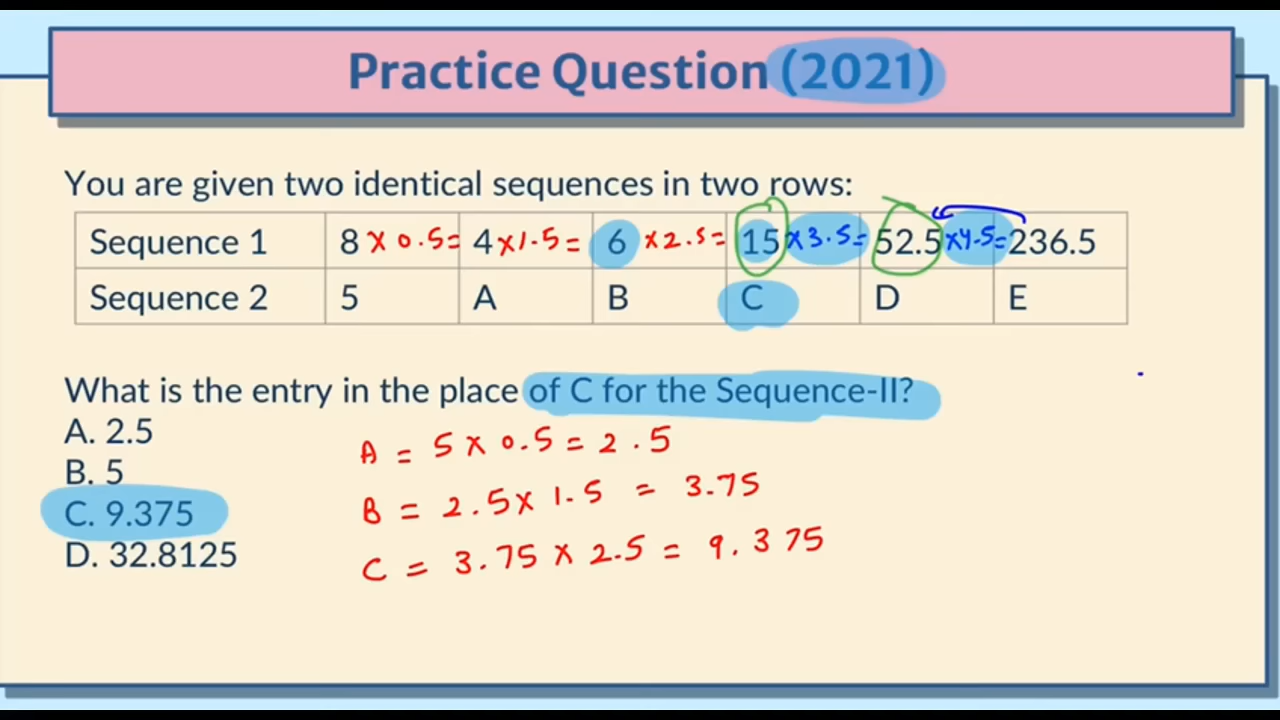 Practice Question (2021)
You are given two identical sequences in two rows:
Sequence 1 8 × 0.5= 4 ×1.5= 6 ×2.5= 15 ×3.5= 52.5 ×4.5= 236.5
Sequence 2 5 A B C D E
What is the entry in the place of C for the Sequence-II?
A. 2.5
B. 5
C. 9.375
D. 32.8125
A = 5 × 0.5 = 2.5
B = 2.5 × 1.5 = 3.75
C = 3.75 × 2.5 = 9.375